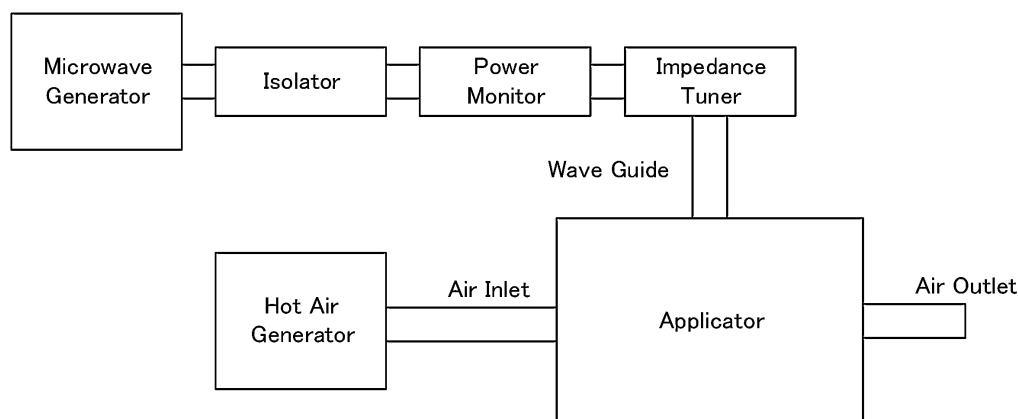 Microwave
Generator
Isolator
Power
Monitor
Impedance
Tuner
Wave Guide
Hot Air
Generator
Air Inlet
Applicator
Air Outlet